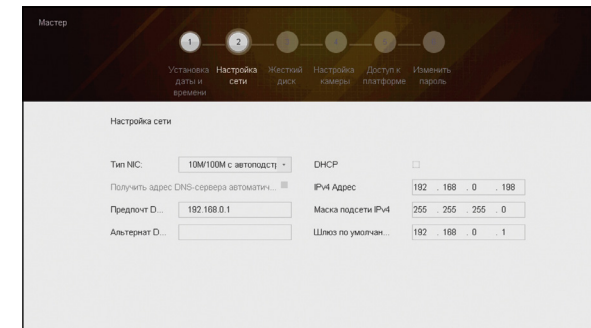 Мастер
1
2
Установка даты и времени
Настройка сети
Жесткий диск
Настройка камеры
Доступ к платформе
Изменить пароль
Настройка сети
Тип NIC: 10M/100M с автоподстр
DHCP
Получить адрес DNS-сервера автоматич...
IPv4 Адрес 192 . 168 . 0 . 198
Предпочт D... 192.168.0.1
Маска подсети IPv4 255 . 255 . 255 . 0
Альтернат D...
Шлюз по умолчан... 192 . 168 . 0 . 1